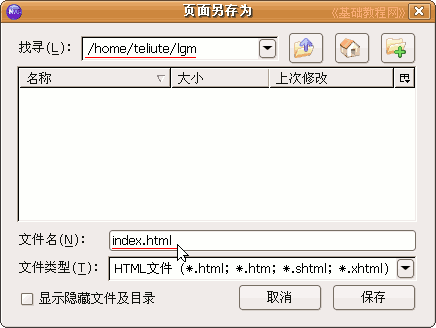 页面另存为
《基础教程网》
找寻(L): /home/teliute/lgm
名称 大小 上次修改
文件名(N): index.html
文件类型(T): HTML文件 (*.html; *.htm; *.shtml; *.xhtml)
显示隐藏文件及目录 取消 保存